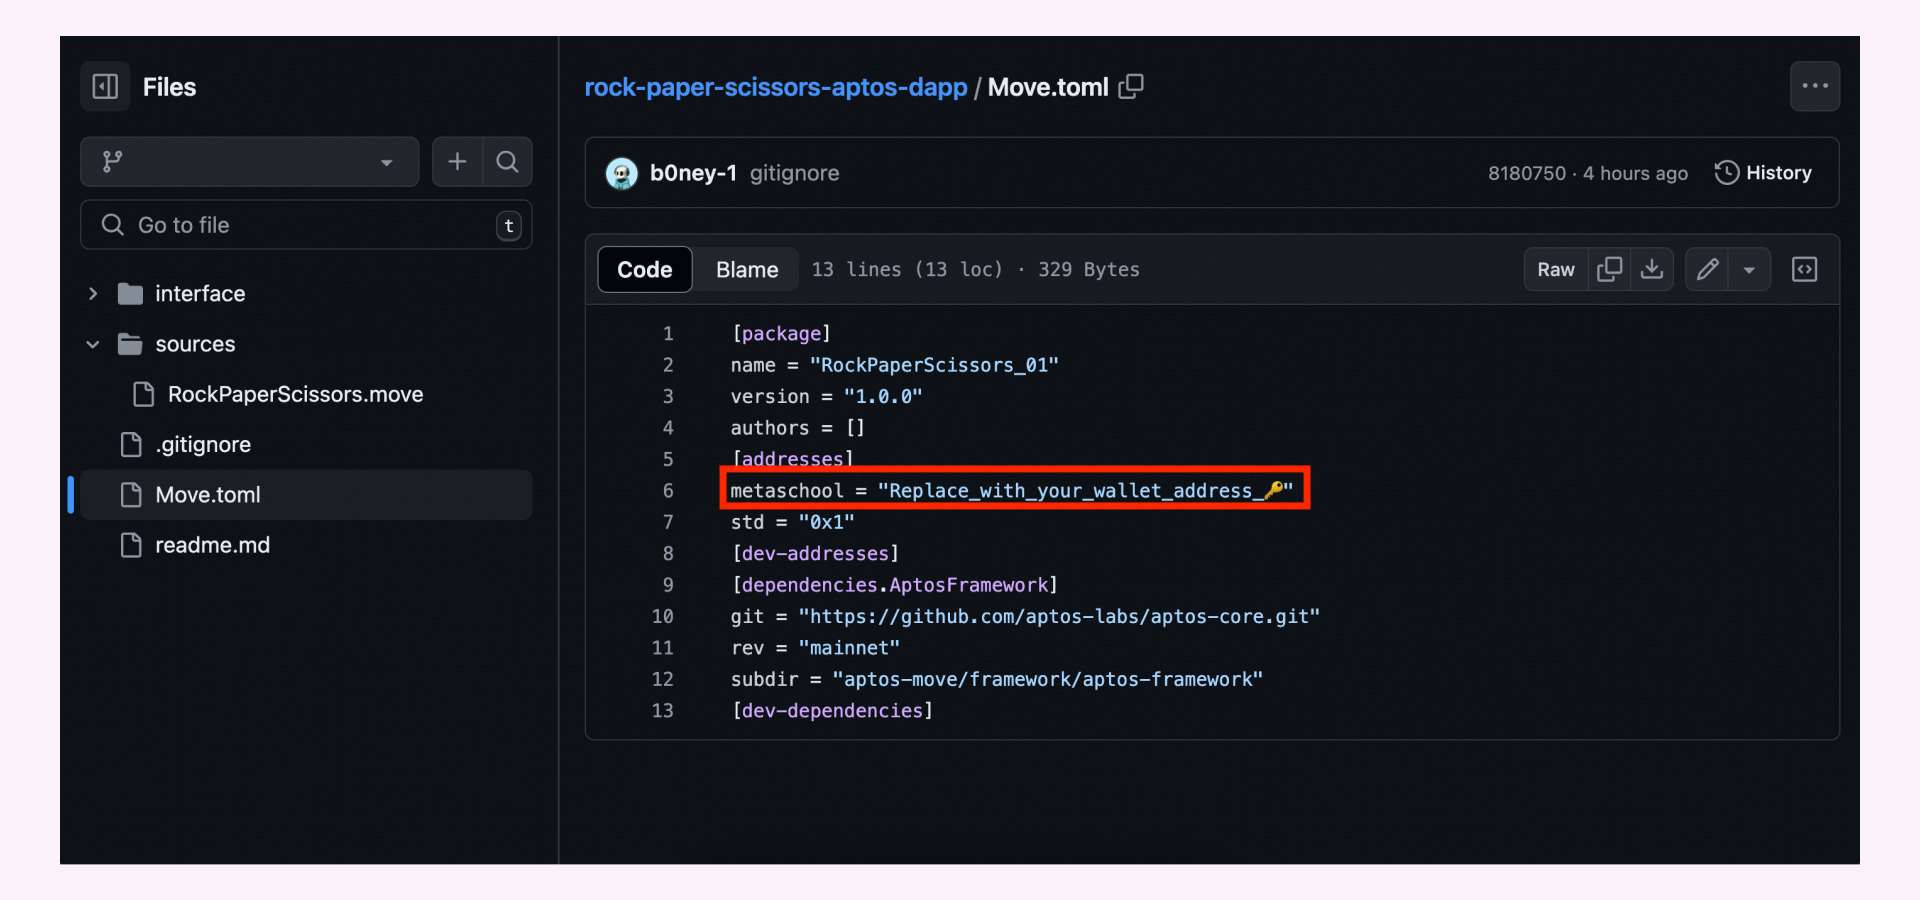 Files
Go to file
t
interface
sources
RockPaperScissors.move
.gitignore
Move.toml
readme.md
rock-paper-scissors-aptos-dapp / Move.toml
b0ney-1 gitignore
8180750 · 4 hours ago
History
Code
Blame
13 lines (13 loc) · 329 Bytes
Raw
1 [package]
2 name = "RockPaperScissors_01"
3 version = "1.0.0"
4 authors = []
5 [addresses]
6 metaschool = "Replace_with_your_wallet_address_🔑"
7 std = "0x1"
8 [dev-addresses]
9 [dependencies.AptosFramework]
10 git = "https://github.com/aptos-labs/aptos-core.git"
11 rev = "mainnet"
12 subdir = "aptos-move/framework/aptos-framework"
13 [dev-dependencies]